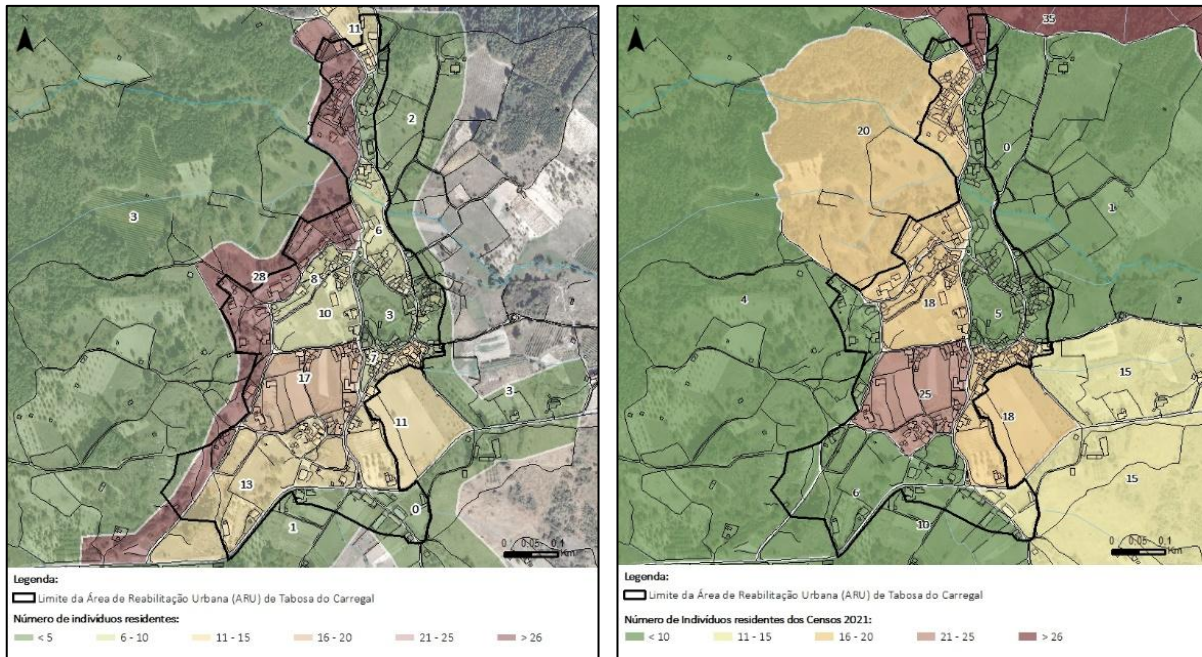 N
11
2
3
6
28
8
10
3
7
17
3
11
13
0
1
0 0,05 0,1
Km
Legenda:
Limite da Área de Reabilitação Urbana (ARU) de Tabosa do Carregal
Número de indivíduos residentes:
< 5 6 - 10 11 - 15 16 - 20 21 - 25 > 26
N
35
20
0
1
4
18
5
15
25
18
15
6
10
0 0,05 0,1
Km
Legenda:
Limite da Área de Reabilitação Urbana (ARU) de Tabosa do Carregal
Número de Indivíduos residentes dos Censos 2021:
< 10 11 - 15 16 - 20 21 - 25 > 26